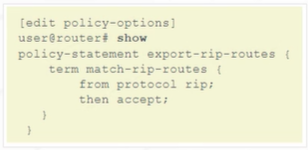 [edit policy-options]
user@router# show
policy-statement export-rip-routes {
term match-rip-routes {
from protocol rip;
then accept;
}
}